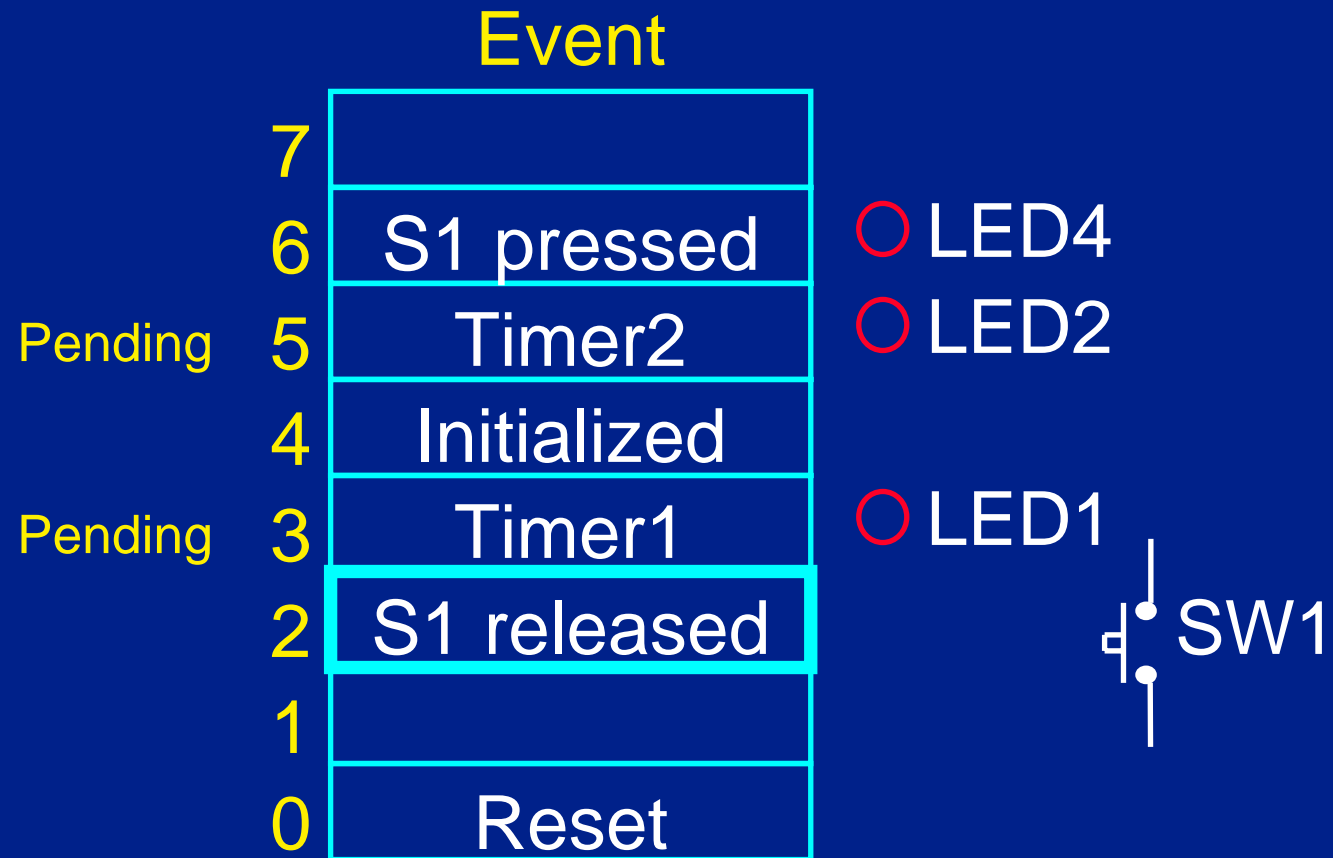 Event
7
6 S1 pressed LED4
Pending 5 Timer2 LED2
4 Initialized
Pending 3 Timer1 LED1
2 S1 released SW1
1
0 Reset